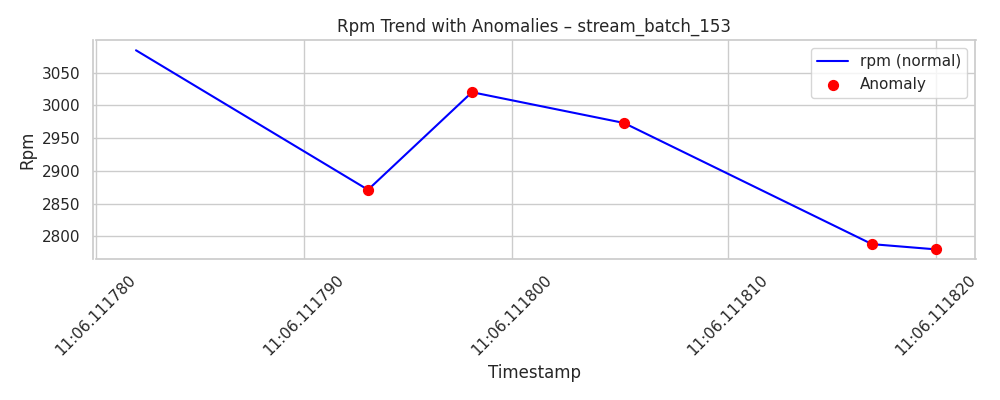 Rpm Trend with Anomalies – stream_batch_153
rpm (normal)
Anomaly
Rpm
3050
3000
2950
2900
2850
2800
11:06.111780
11:06.111790
11:06.111800
11:06.111810
11:06.111820
Timestamp